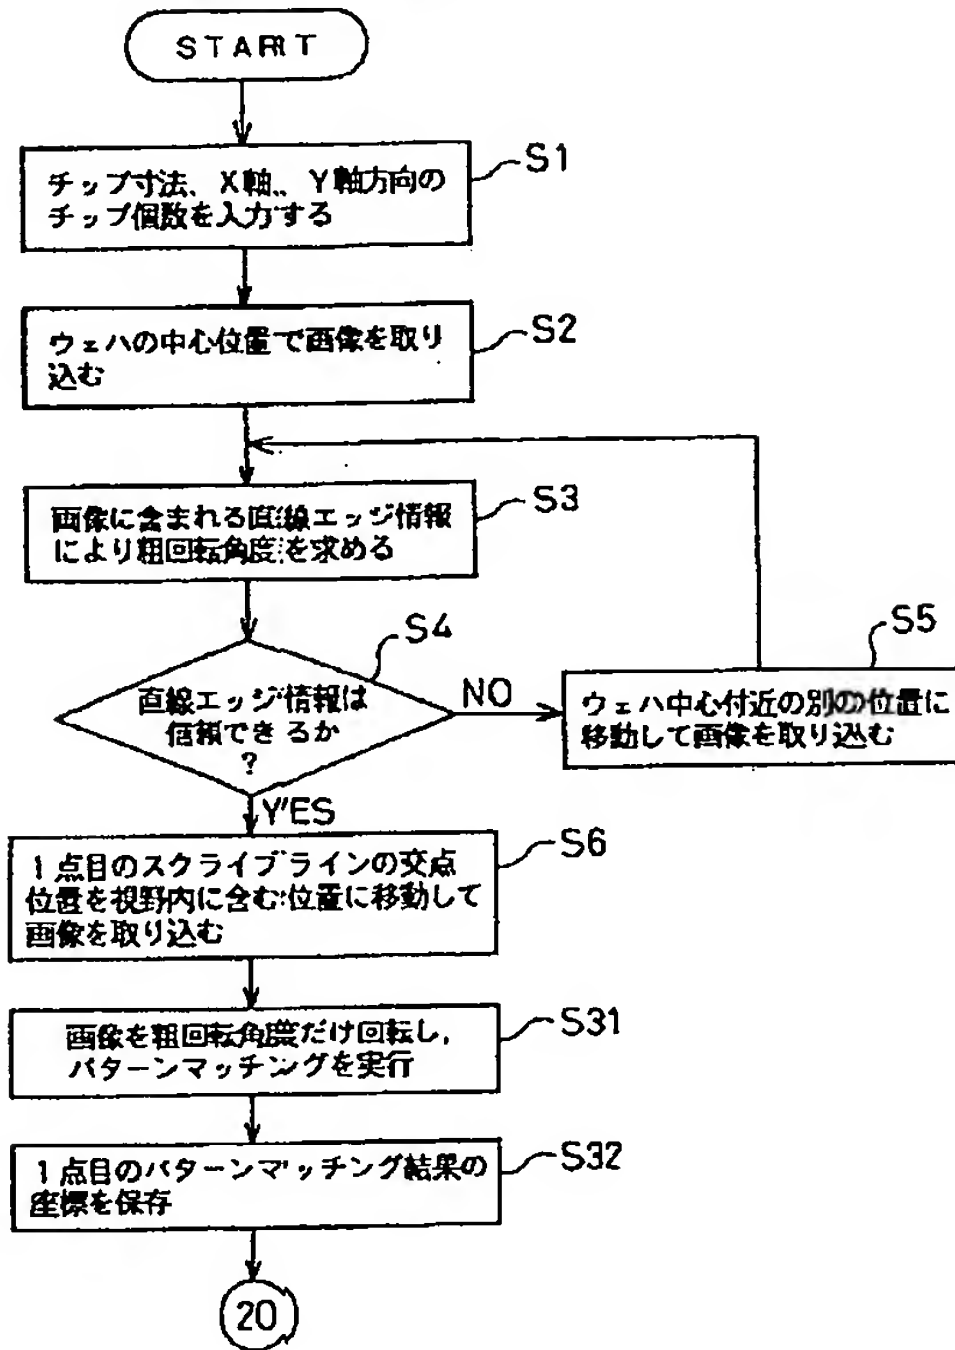 START
S1
チップ寸法、X軸、Y軸方向の
チップ個数を入力する
S2
ウェハの中心位置で画像を取り
込む
S3
画像に含まれる直線エッジ情報
により粗回転角度を求める
S4
直線エッジ情報は
信頼できるか
?
NO
YES
S5
ウェハ中心付近の別の位置に
移動して画像を取り込む
S6
1点目のスクライブラインの交点
位置を視野内に含む位置に移動して
画像を取り込む
S31
画像を粗回転角度だけ回転し,
パターンマッチングを実行
S32
1点目のパターンマッチング結果の
座標を保存
20